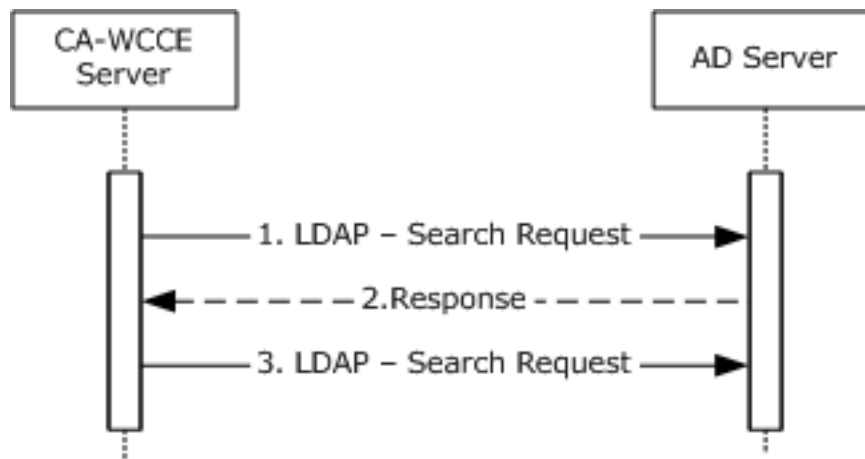 CA-WCCE
Server
AD Server
1. LDAP – Search Request
2.Response
3. LDAP – Search Request